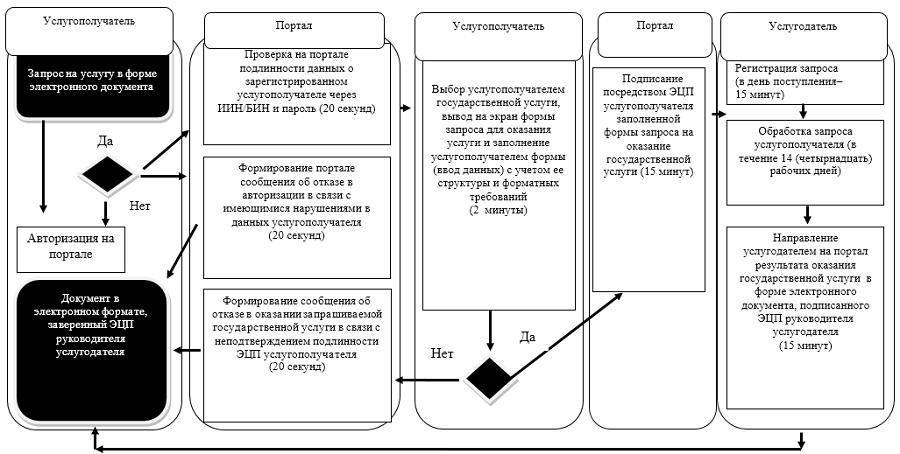 Услугополучатель
Запрос на услугу в форме
электронного документа
Да
Нет
Авторизация на
портале
Документ в
электронном формате,
заверенный ЭЦП
руководителя
услугодателя
Портал
Проверка на портале
подлинности данных о
зарегистрированном
услугополучателе через
ИИН/БИН и пароль (20 секунд)
Формирование портале
сообщения об отказе в
авторизации в связи с
имеющимися нарушениями в
данных услугополучателя
(20 секунд)
Формирование сообщения об
отказе в оказании запрашиваемой
государственной услуги в связи с
неподтверждением подлинности
ЭЦП услугополучателя
(20 секунд)
Услугополучатель
Выбор услугополучателем
государственной услуги,
вывод на экран формы
запроса для оказания
услуги и заполнение
услугополучателем формы
(ввод данных) с учетом ее
структуры и форматных
требований
(2 минуты)
Нет
Да
Портал
Подписание
посредством ЭЦП
услугополучателя
заполненной
формы запроса на
оказание
государственной
услуги (15 минут)
Услугодатель
Регистрация запроса
(в день поступления–
15 минут)
Обработка запроса
услугополучателя (в
течение 14 (четырнадцать)
рабочих дней)
Направление
услугодателем на портал
результата оказания
государственной услуги в
форме электронного
документа, подписанного
ЭЦП руководителя
услугодателя
(15 минут)